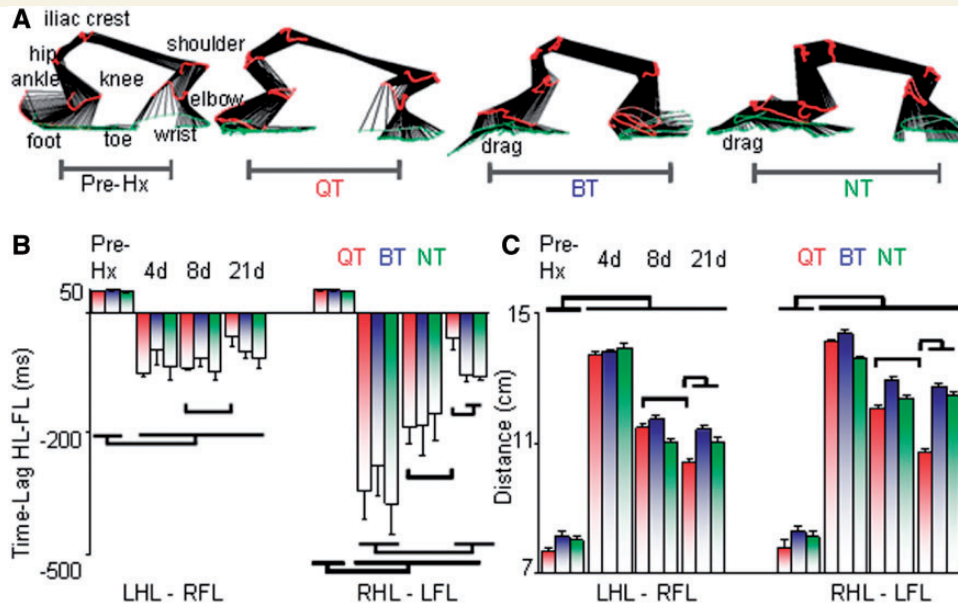 A
iliac crest
hip
shoulder
ankle
knee
elbow
foot
toe
wrist
drag
drag
Pre-Hx
QT
BT
NT
B
Pre-
Hx
4d 8d 21d
QT BT NT
50
-200
-500
Time-Lag HL-FL (ms)
LHL - RFL
RHL - LFL
C
Pre-
Hx
4d 8d 21d
QT BT NT
15
11
7
Distance (cm)
LHL - RFL
RHL - LFL